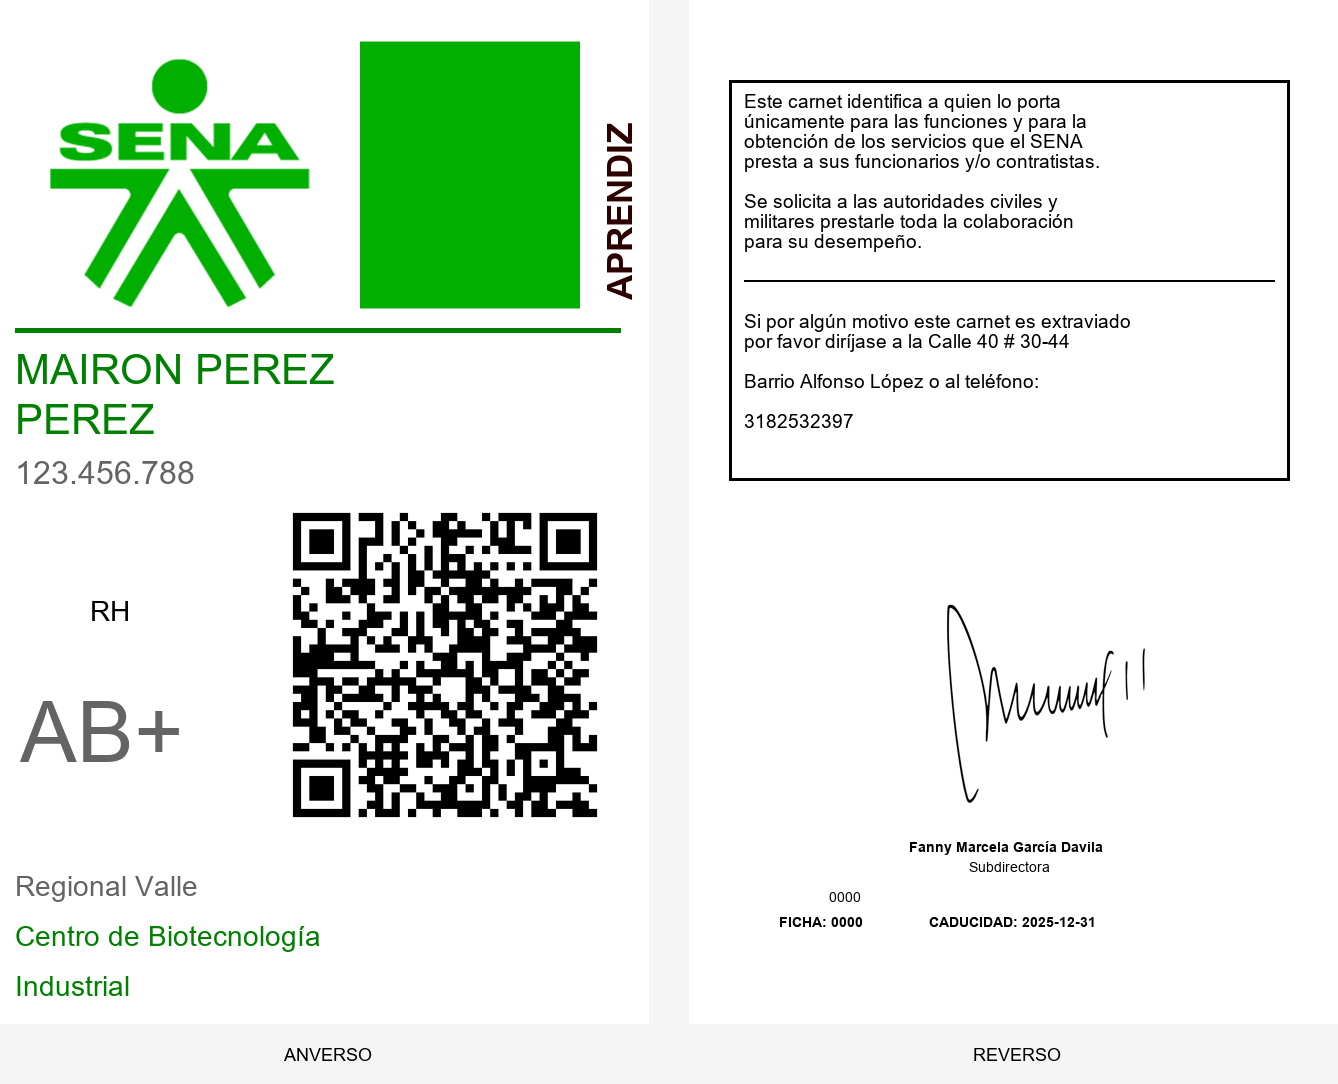 SENA
APRENDIZ
MAIRON PEREZ
PEREZ
123.456.788
RH
AB+
Regional Valle
Centro de Biotecnología
Industrial
ANVERSO
Este carnet identifica a quien lo porta
únicamente para las funciones y para la
obtención de los servicios que el SENA
presta a sus funcionarios y/o contratistas.
Se solicita a las autoridades civiles y
militares prestarle toda la colaboración
para su desempeño.
Si por algún motivo este carnet es extraviado
por favor diríjase a la Calle 40 # 30-44
Barrio Alfonso López o al teléfono:
3182532397
Fanny Marcela García Davila
Subdirectora
0000
FICHA: 0000 CADUCIDAD: 2025-12-31
REVERSO